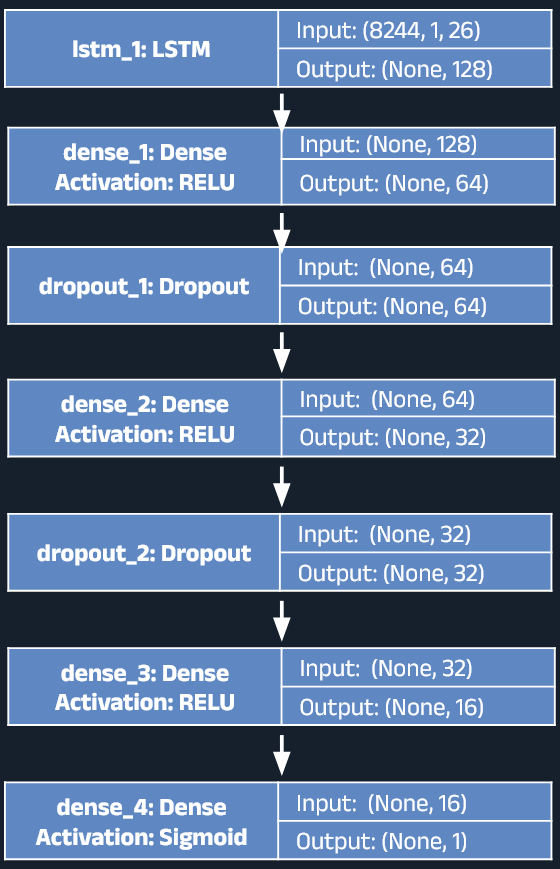 lstm_1: LSTM
Input: (8244, 1, 26)
Output: (None, 128)
dense_1: Dense
Activation: RELU
Input: (None, 128)
Output: (None, 64)
dropout_1: Dropout
Input: (None, 64)
Output: (None, 64)
dense_2: Dense
Activation: RELU
Input: (None, 64)
Output: (None, 32)
dropout_2: Dropout
Input: (None, 32)
Output: (None, 32)
dense_3: Dense
Activation: RELU
Input: (None, 32)
Output: (None, 16)
dense_4: Dense
Activation: Sigmoid
Input: (None, 16)
Output: (None, 1)